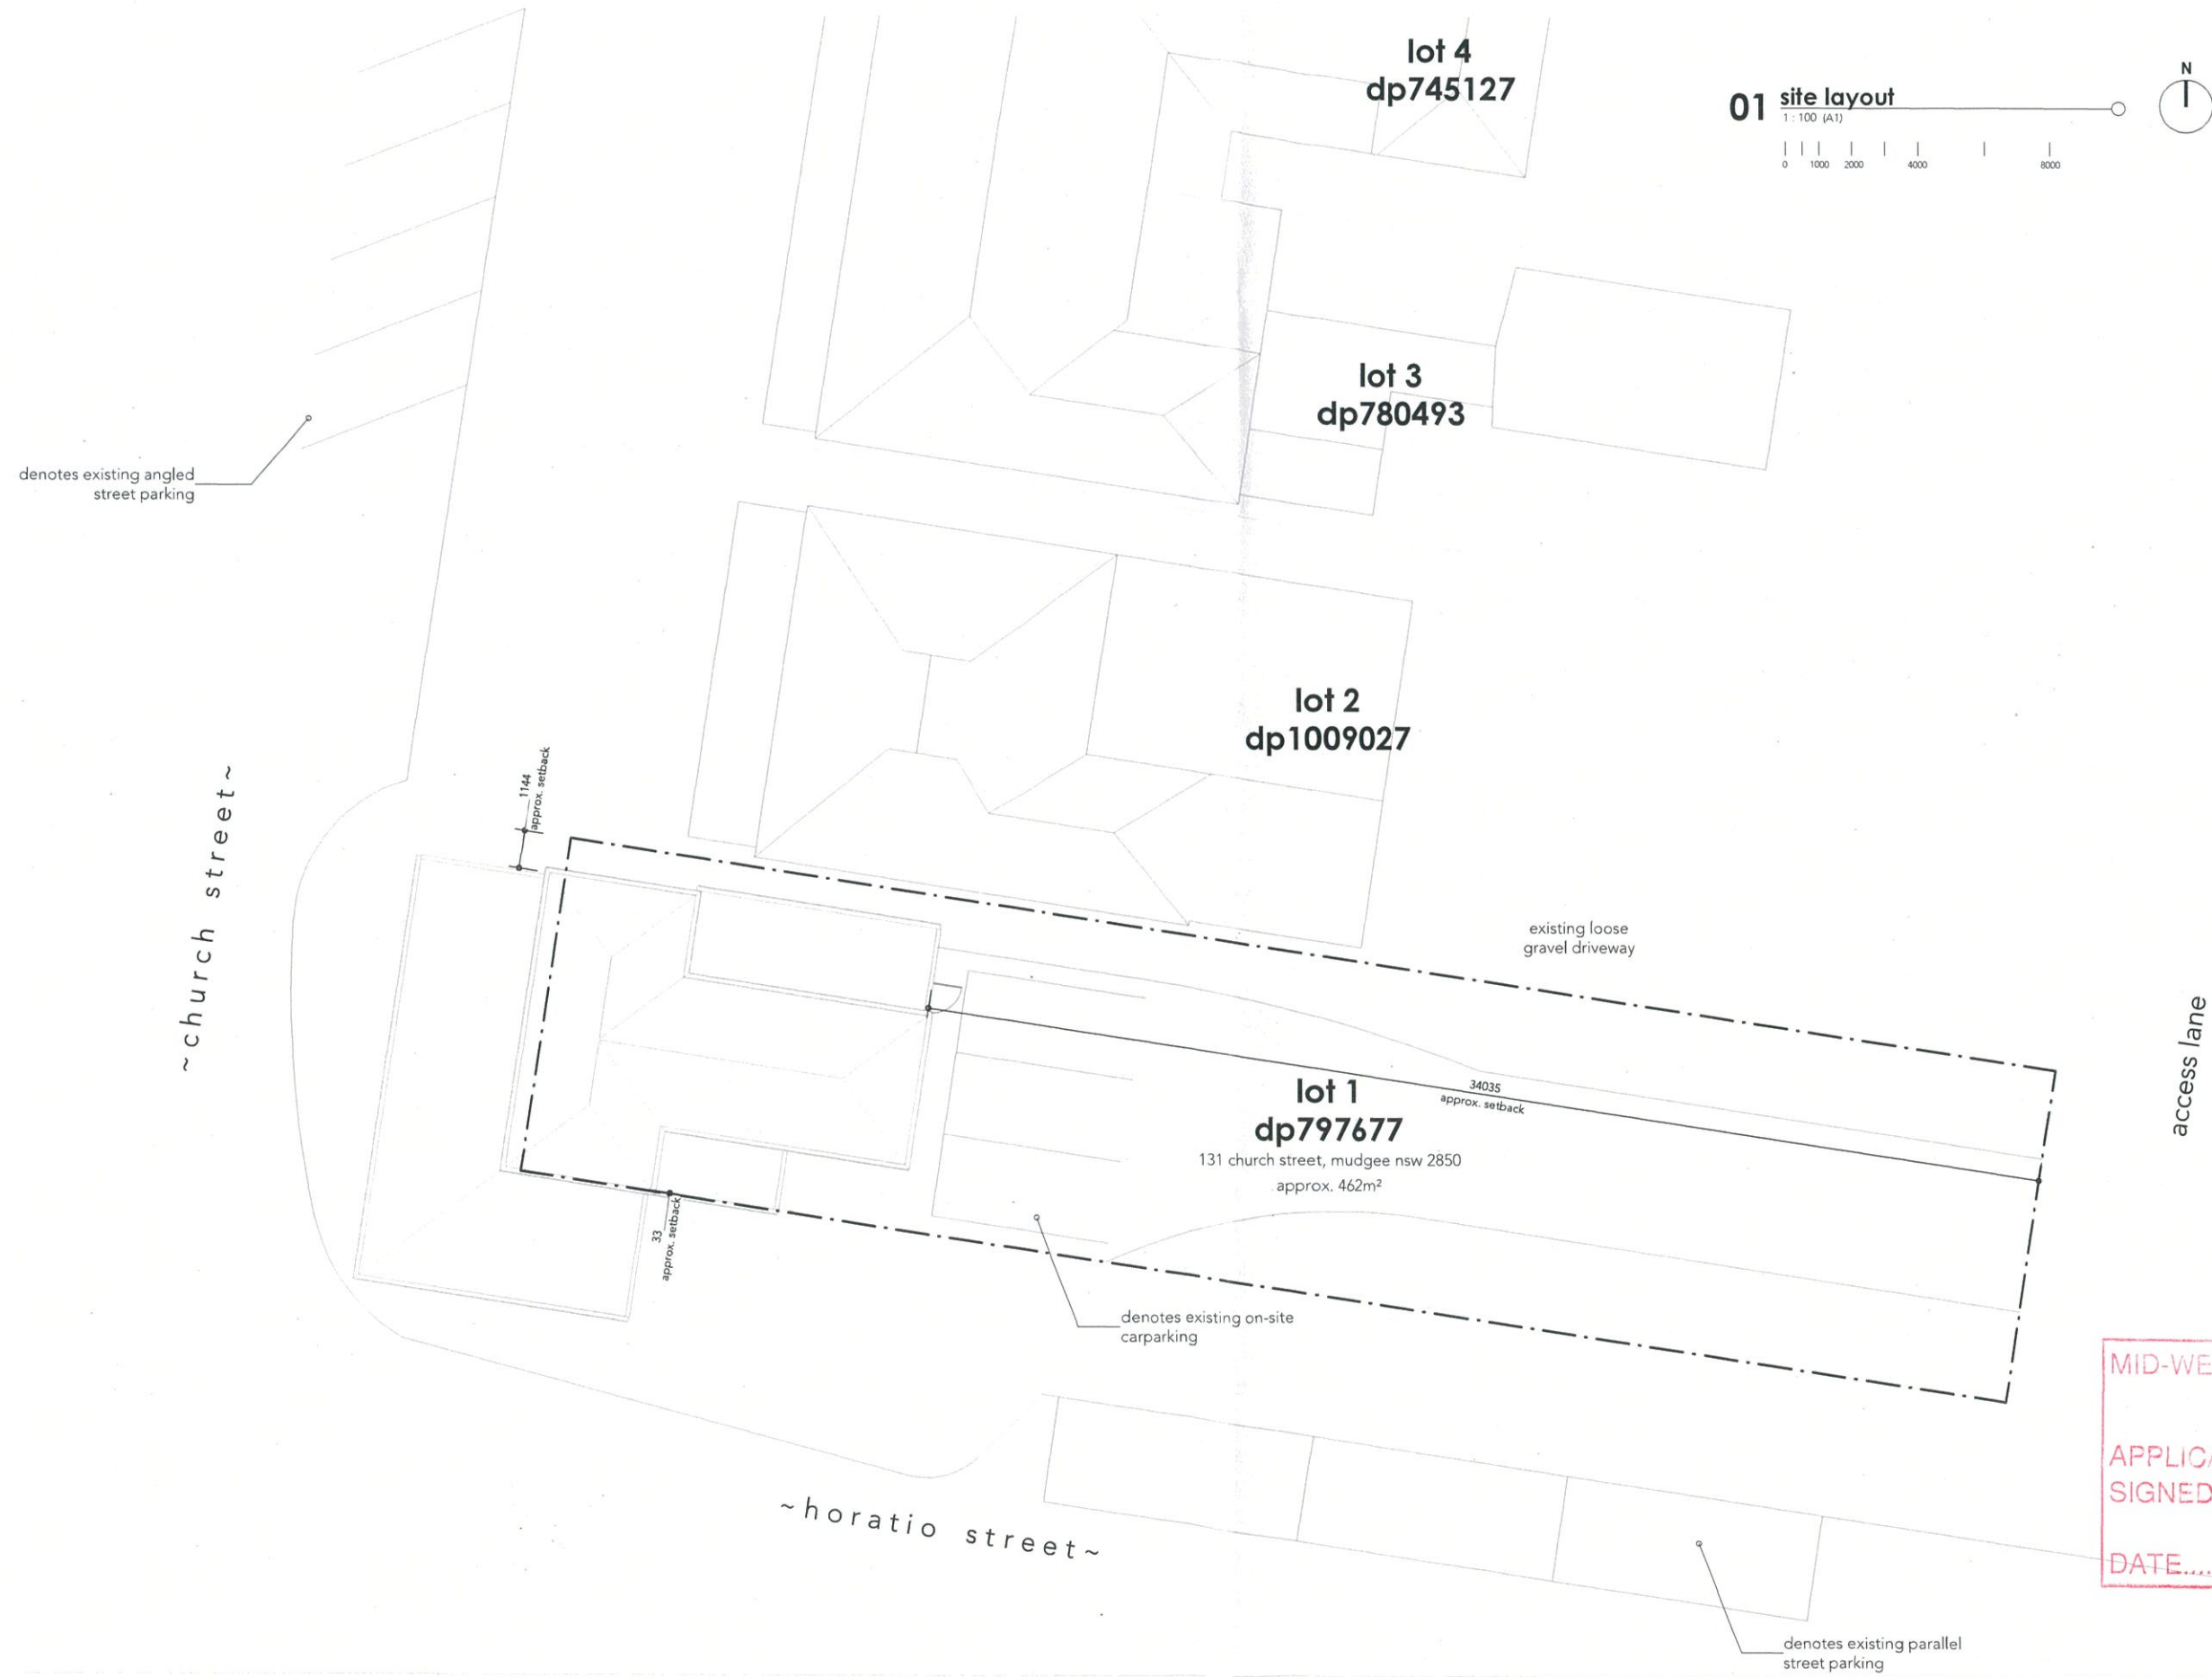 lot 4
dp745127
01 site layout
1 : 100 (A1)
0 1000 2000 4000 8000
N
lot 3
dp780493
denotes existing angled
street parking
lot 2
dp1009027
1144
approx. setback
~church street~
existing loose
gravel driveway
access lane
34035
approx. setback
lot 1
dp797677
131 church street, mudgee nsw 2850
approx. 462m²
33
approx. setback
denotes existing on-site
carparking
MID-WE
APPLICA
SIGNED
DATE....
~horatio street~
denotes existing parallel
street parking